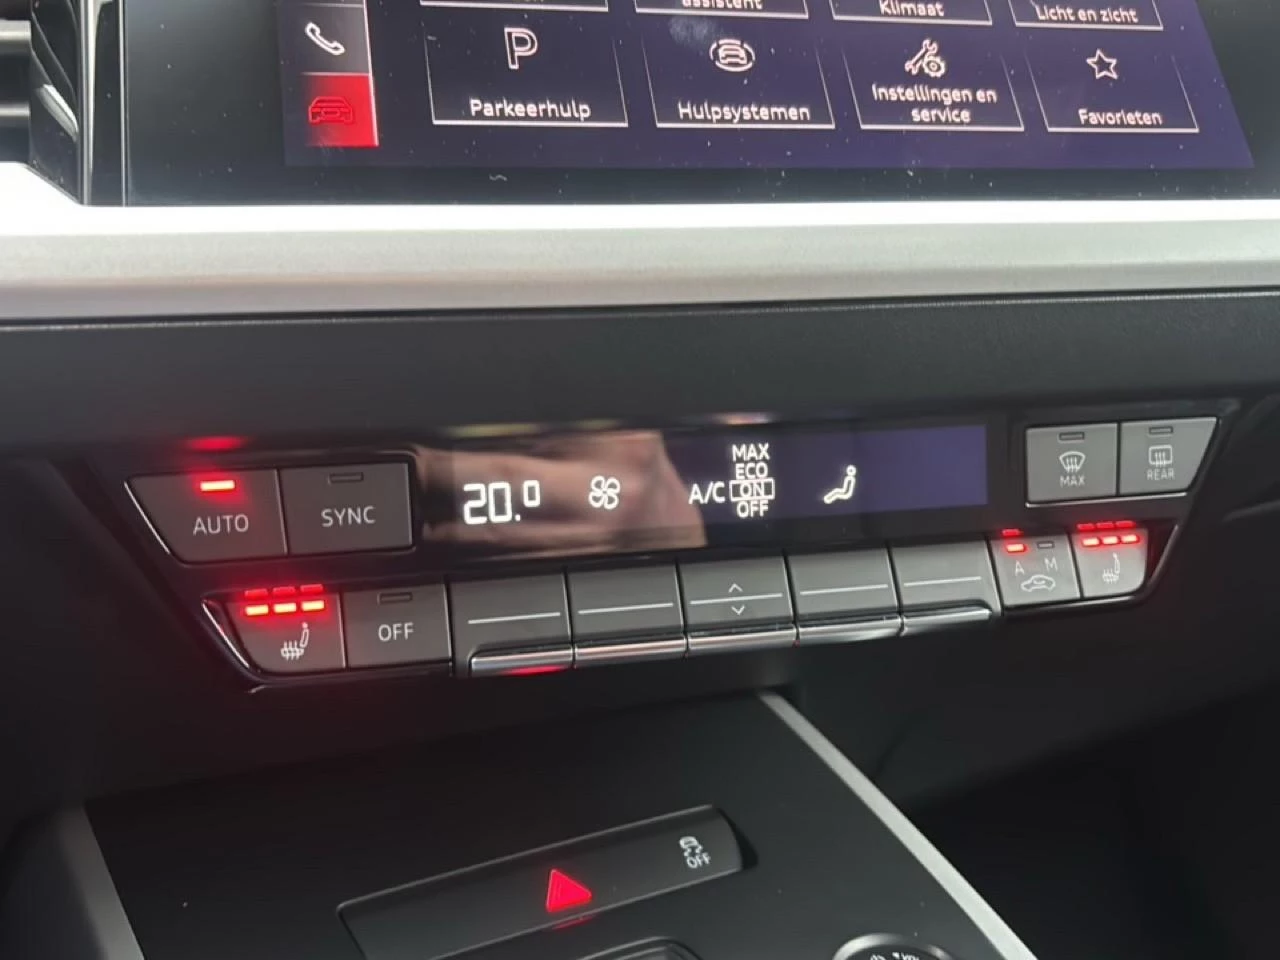 assistent
Klimaat
Licht en zicht
P
Parkeerhulp
Hulpsystemen
Instellingen en
service
Favorieten
AUTO
SYNC
20.0
A/C
MAX
ECO
ON
OFF
MAX
REAR
OFF
A M
OFF